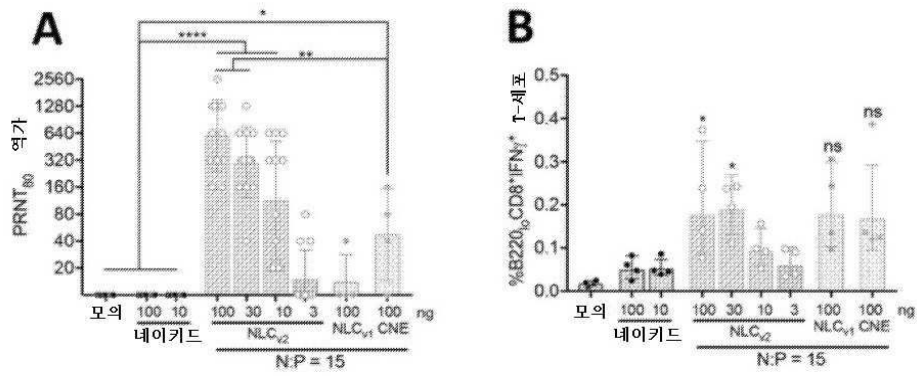 A
*
****
**
PRNT80 역가
2560
1280
640
320
160
80
40
20
모의
100 10
네이키드
100 30 10 3
NLCv2
100 100 ng
NLCv1 CNE
N:P = 15
B
%B220loCD8+IFNγ+ T-세포
0.5
0.4
0.3
0.2
0.1
0.0
* * ns ns
모의
100 10
네이키드
100 30 10 3
NLCv2
100 100 ng
NLCv1 CNE
N:P = 15